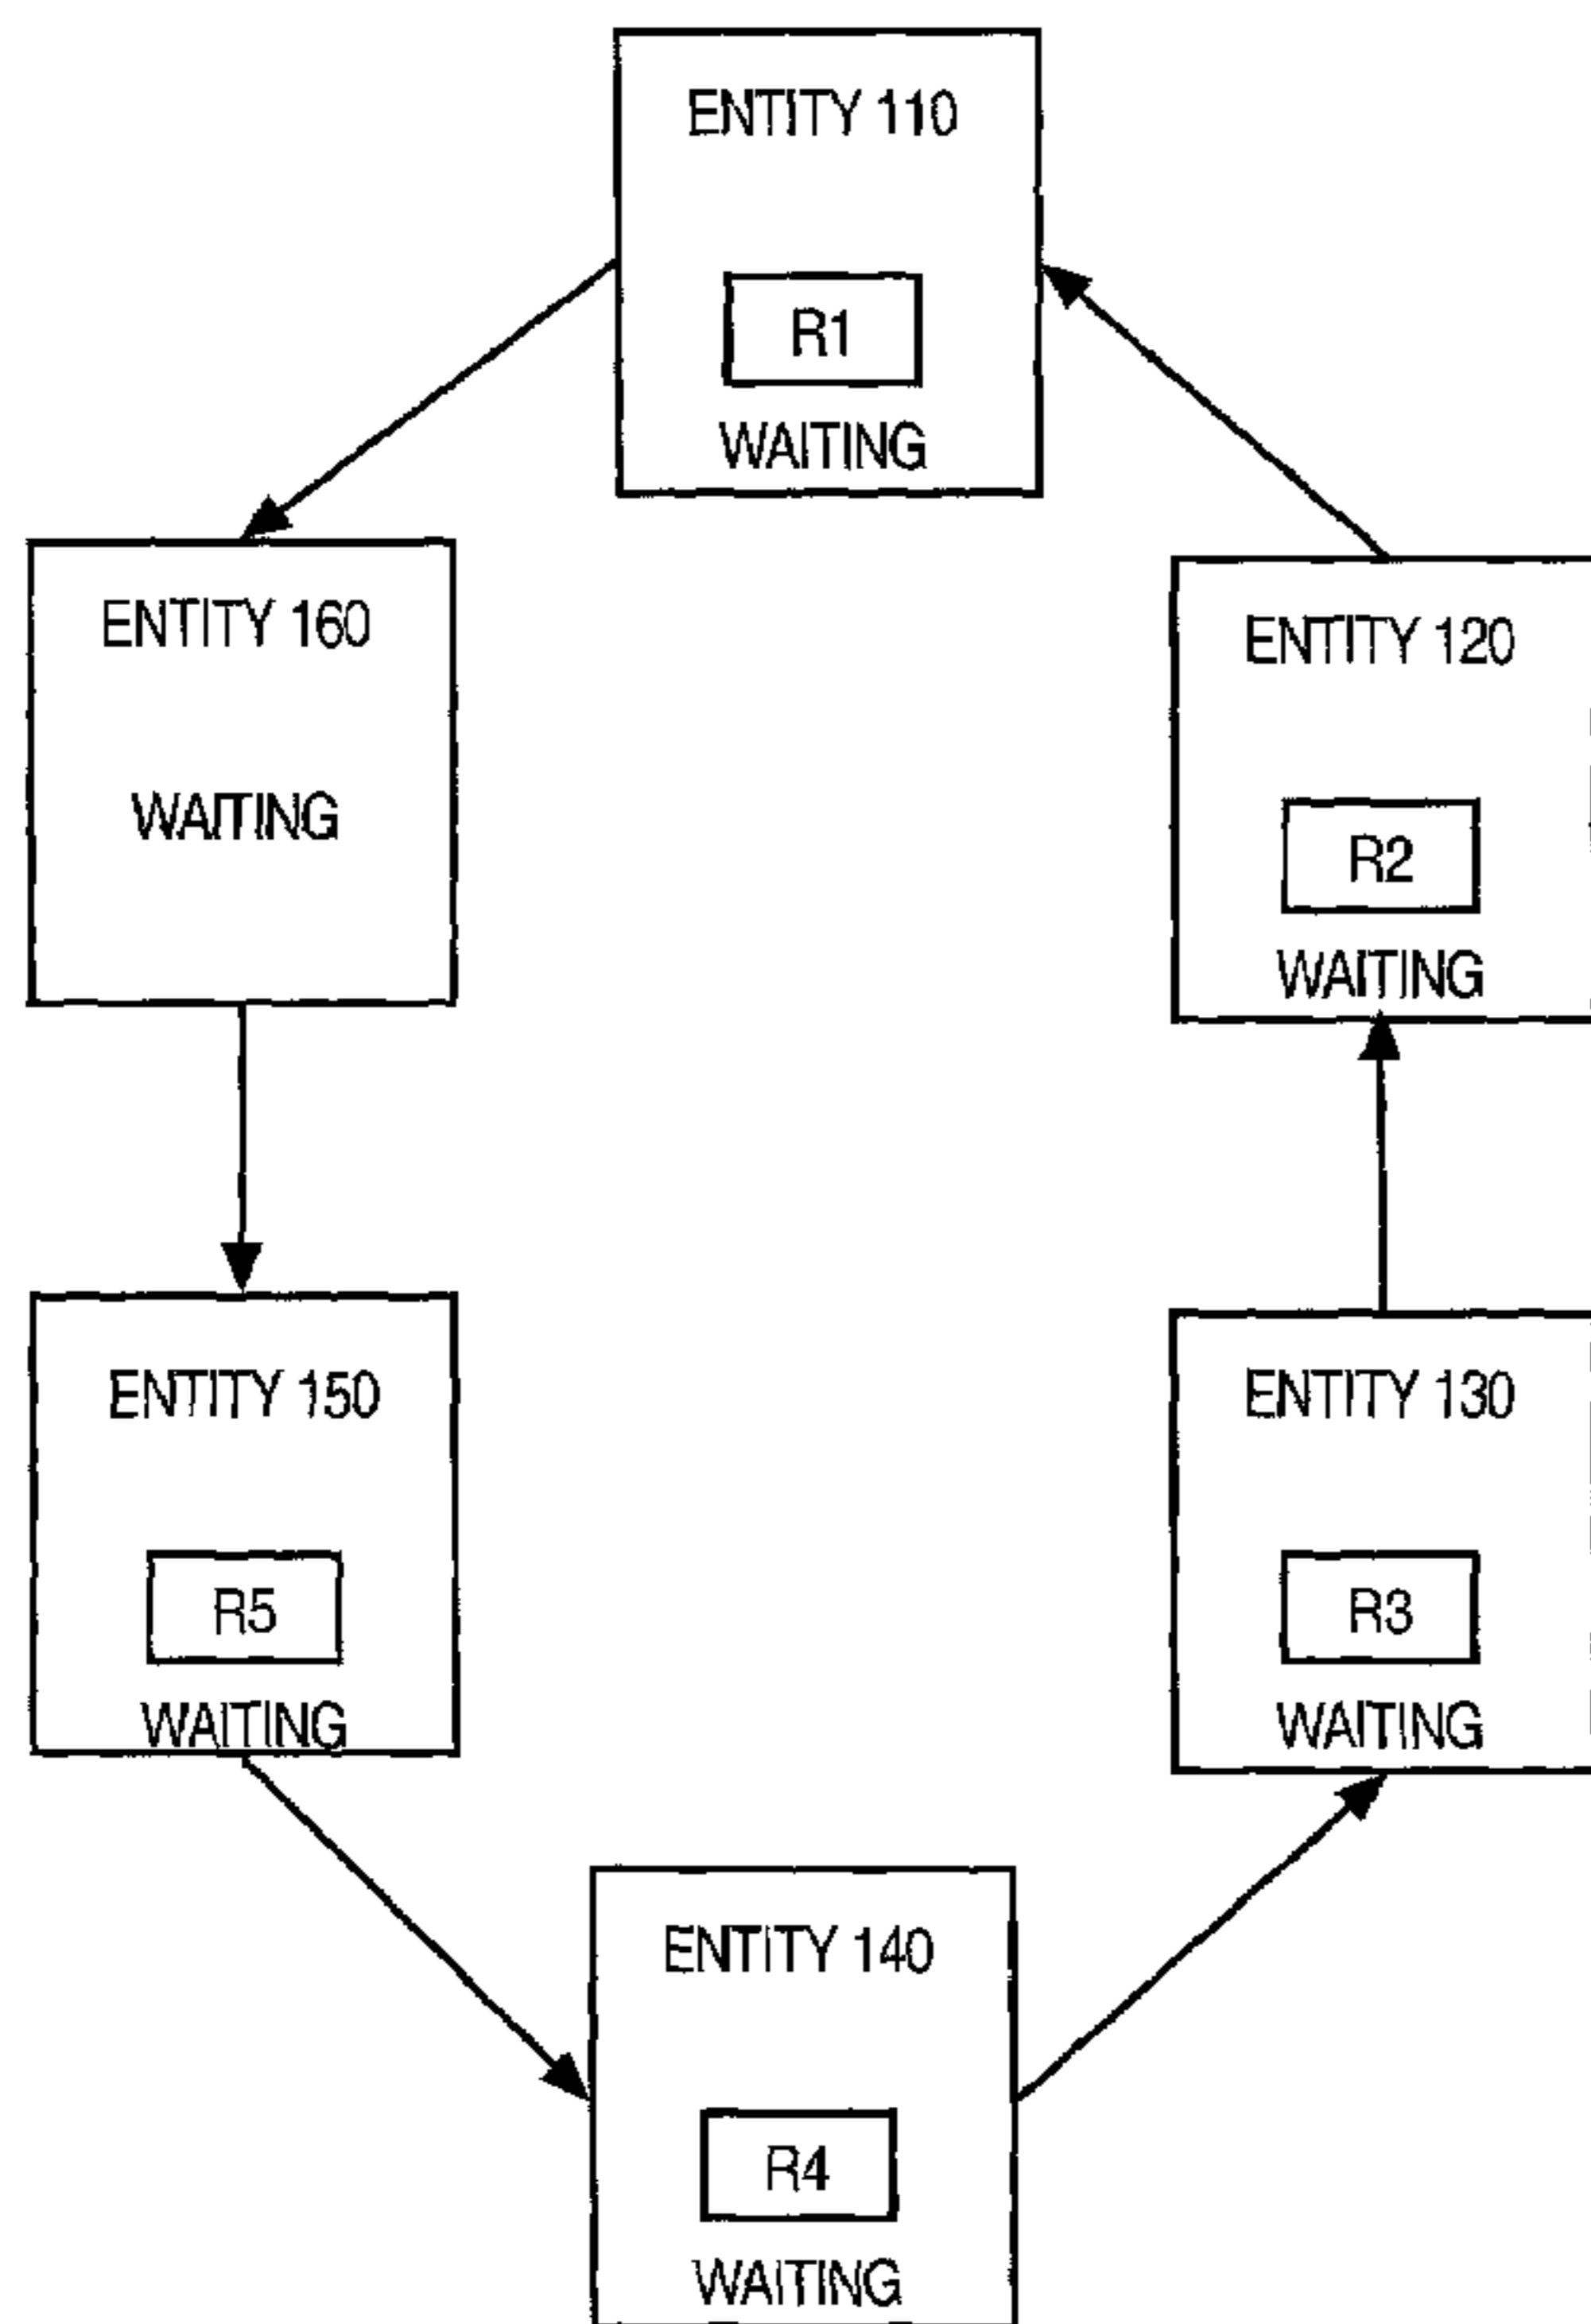 ENTITY 110
R1
WAITING
ENTITY 160
WAITING
ENTITY 120
R2
WAITING
ENTITY 150
R5
WAITING
ENTITY 130
R3
WAITING
ENTITY 140
R4
WAITING